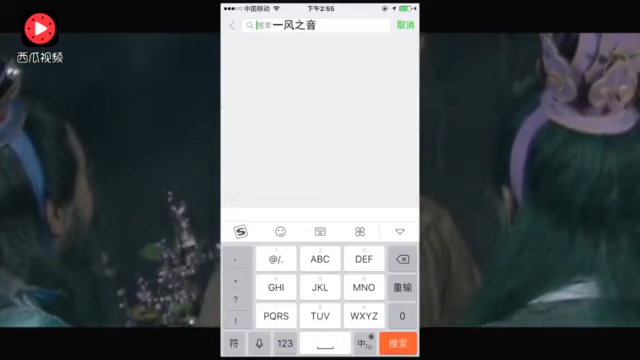 西瓜视频
中国移动
下午2:55
搜索一风之音
取消
@/.
ABC
DEF
GHI
JKL
MNO
重输
PQRS
TUV
WXYZ
0
?
!
符
123
中/
搜索